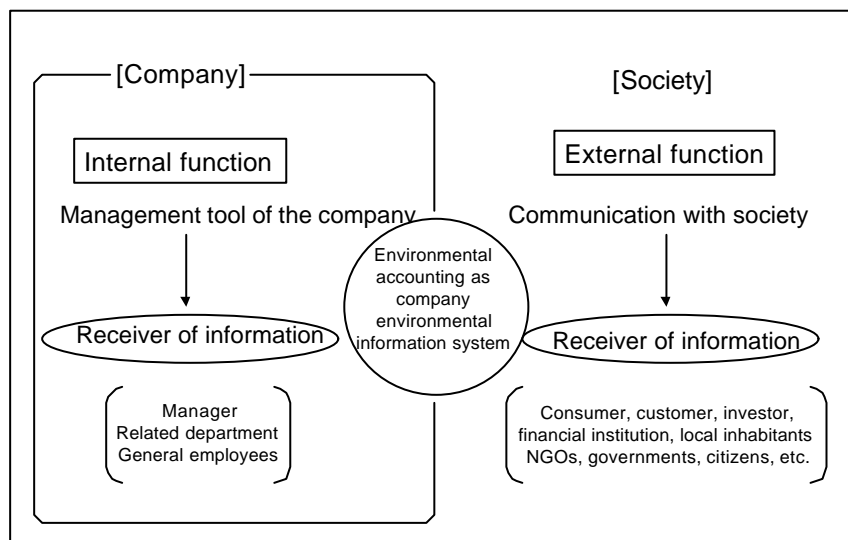 [Company]
[Society]
Internal function
External function
Management tool of the company
Communication with society
Environmental
accounting as
company
environmental
information system
Receiver of information
Receiver of information
Manager
Related department
General employees
Consumer, customer, investor,
financial institution, local inhabitants
NGOs, governments, citizens, etc.